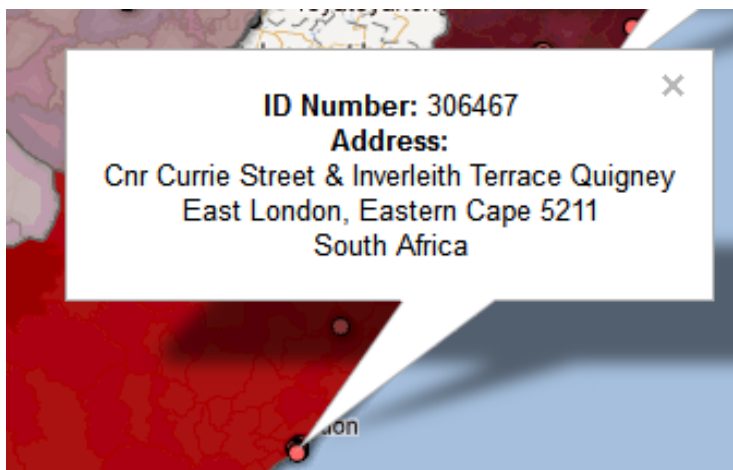 ID Number: 306467
Address:
Cnr Currie Street & Inverleith Terrace Quigney
East London, Eastern Cape 5211
South Africa